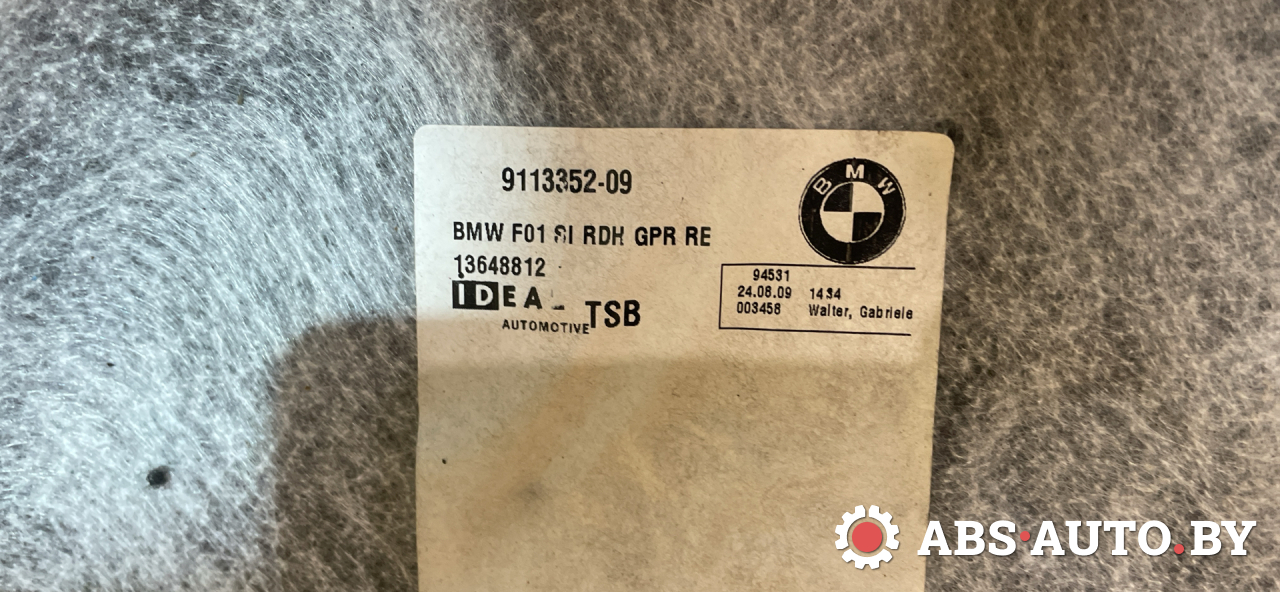 9113352-09
BMW
BMW F01 SI RDH GPR RE
13648812
94531
24.08.09 1434
003458 Walter, Gabriele
IDEAL TSB
AUTOMOTIVE
ABS·AUTO.BY